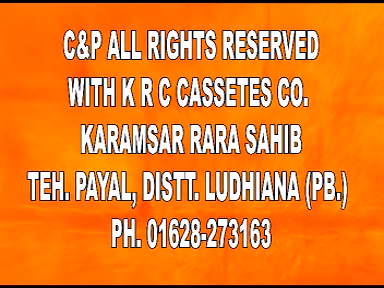 C&P ALL RIGHTS RESERVED
WITH K R C CASSETES CO.
KARAMSAR RARA SAHIB
TEH. PAYAL, DISTT. LUDHIANA (PB.)
PH. 01628-273163